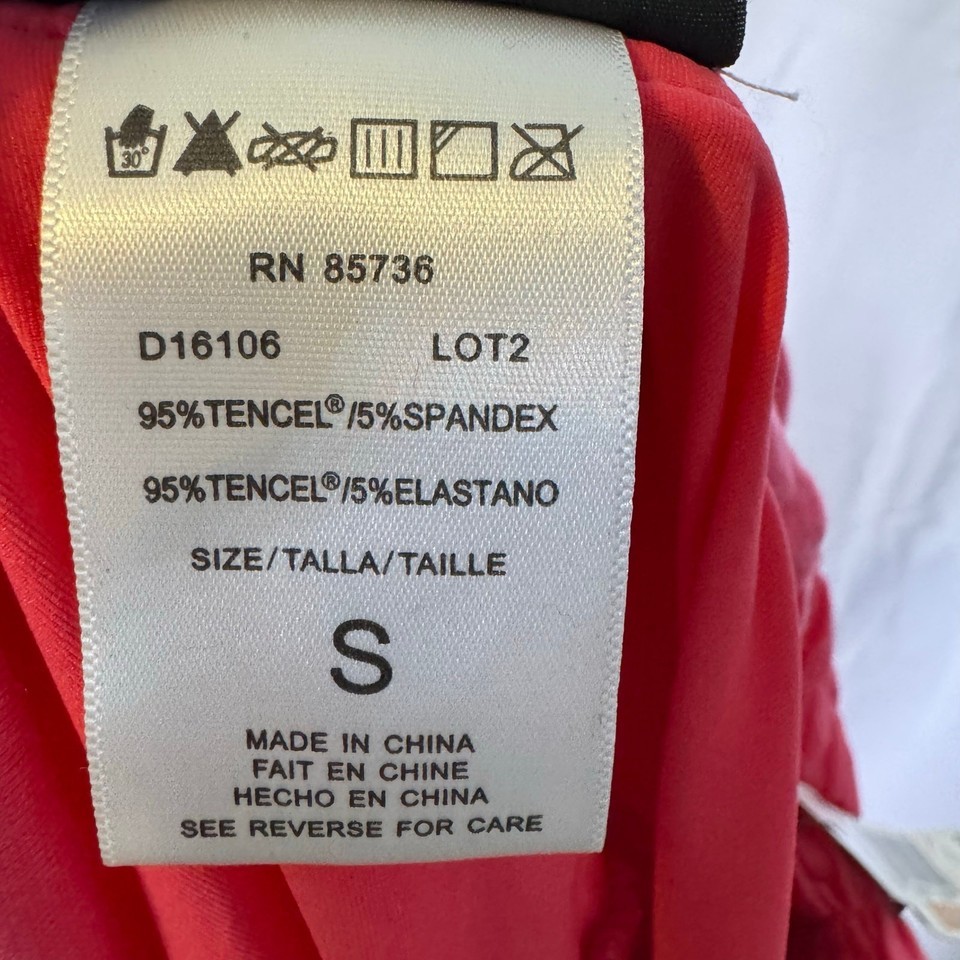 30°
RN 85736
D16106 LOT2
95%TENCEL®/5%SPANDEX
95%TENCEL®/5%ELASTANO
SIZE/TALLA/TAILLE
S
MADE IN CHINA
FAIT EN CHINE
HECHO EN CHINA
SEE REVERSE FOR CARE